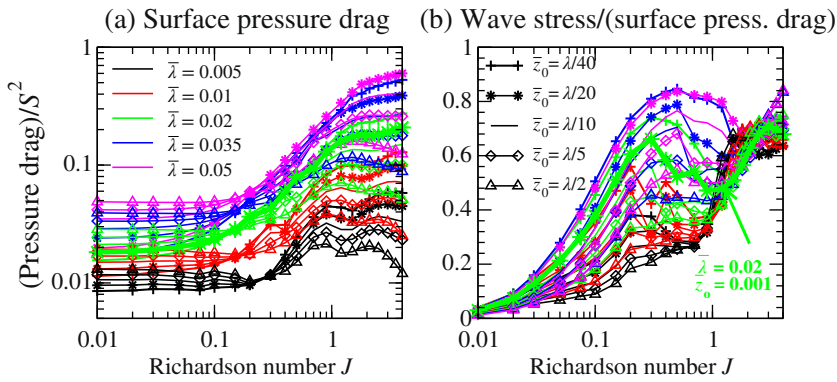 (a) Surface pressure drag
(Pressure drag)/S²
1
0.1
0.01
λ̄ = 0.005
λ̄ = 0.01
λ̄ = 0.02
λ̄ = 0.035
λ̄ = 0.05
0.01
0.1
1
Richardson number J
(b) Wave stress/(surface press. drag)
1
0.8
0.6
0.4
0.2
0
z̄₀= λ/40
z̄₀= λ/20
z̄₀= λ/10
z̄₀= λ/5
z̄₀= λ/2
λ̄ = 0.02
z̄ₒ = 0.001
0.01
0.1
1
Richardson number J